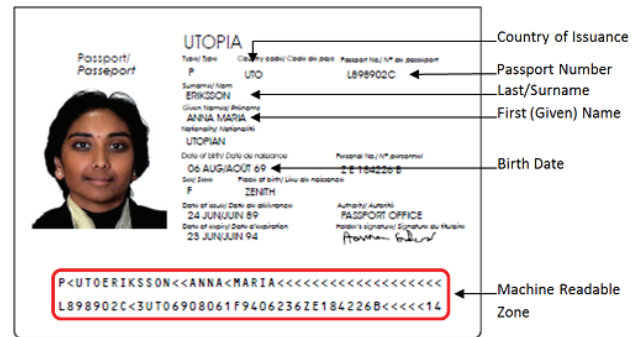 UTOPIA
Passport/
Passeport
Type/ Type Country code/ Code du pays Passport No./ N° de passeport
P UTO L898902C
Surname/ Nom
ERIKSSON
Given Names/ Prénoms
ANNA MARIA
Nationality/ Nationalité
UTOPIAN
Date of birth/ Date de naissance Personal No./ N° personnel
06 AUG/AOÛT 69 Z E 184226 B
Sex/ Sexe Place of birth/ Lieu de naissance
F ZENITH
Date of issue/ Date de délivrance Authority/ Autorité
24 JUN/JUIN 89 PASSPORT OFFICE
Date of expiry/ Date d'expiration Holder's signature/ Signature du titulaire
23 JUN/JUIN 94
P<UTOERIKSSON<<ANNA<MARIA<<<<<<<<<<<<<<<<<<<
L898902C<3UTO6908061F9406236ZE184226B<<<<<14
Country of Issuance
Passport Number
Last/Surname
First (Given) Name
Birth Date
Machine Readable
Zone